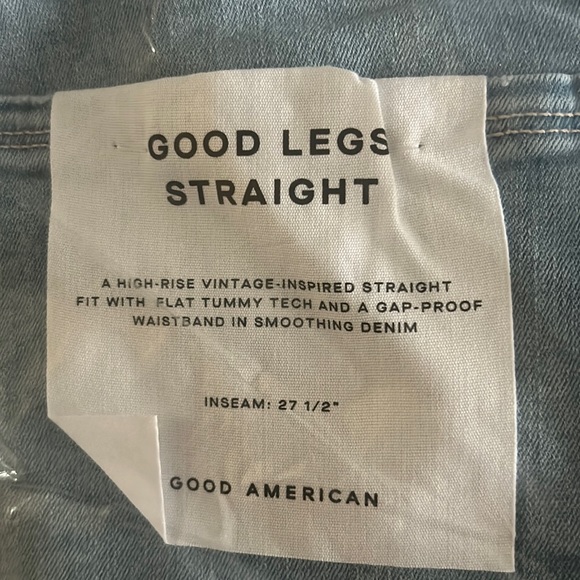 GOOD LEGS
STRAIGHT
A HIGH-RISE VINTAGE-INSPIRED STRAIGHT
FIT WITH FLAT TUMMY TECH AND A GAP-PROOF
WAISTBAND IN SMOOTHING DENIM
INSEAM: 27 1/2"
GOOD AMERICAN